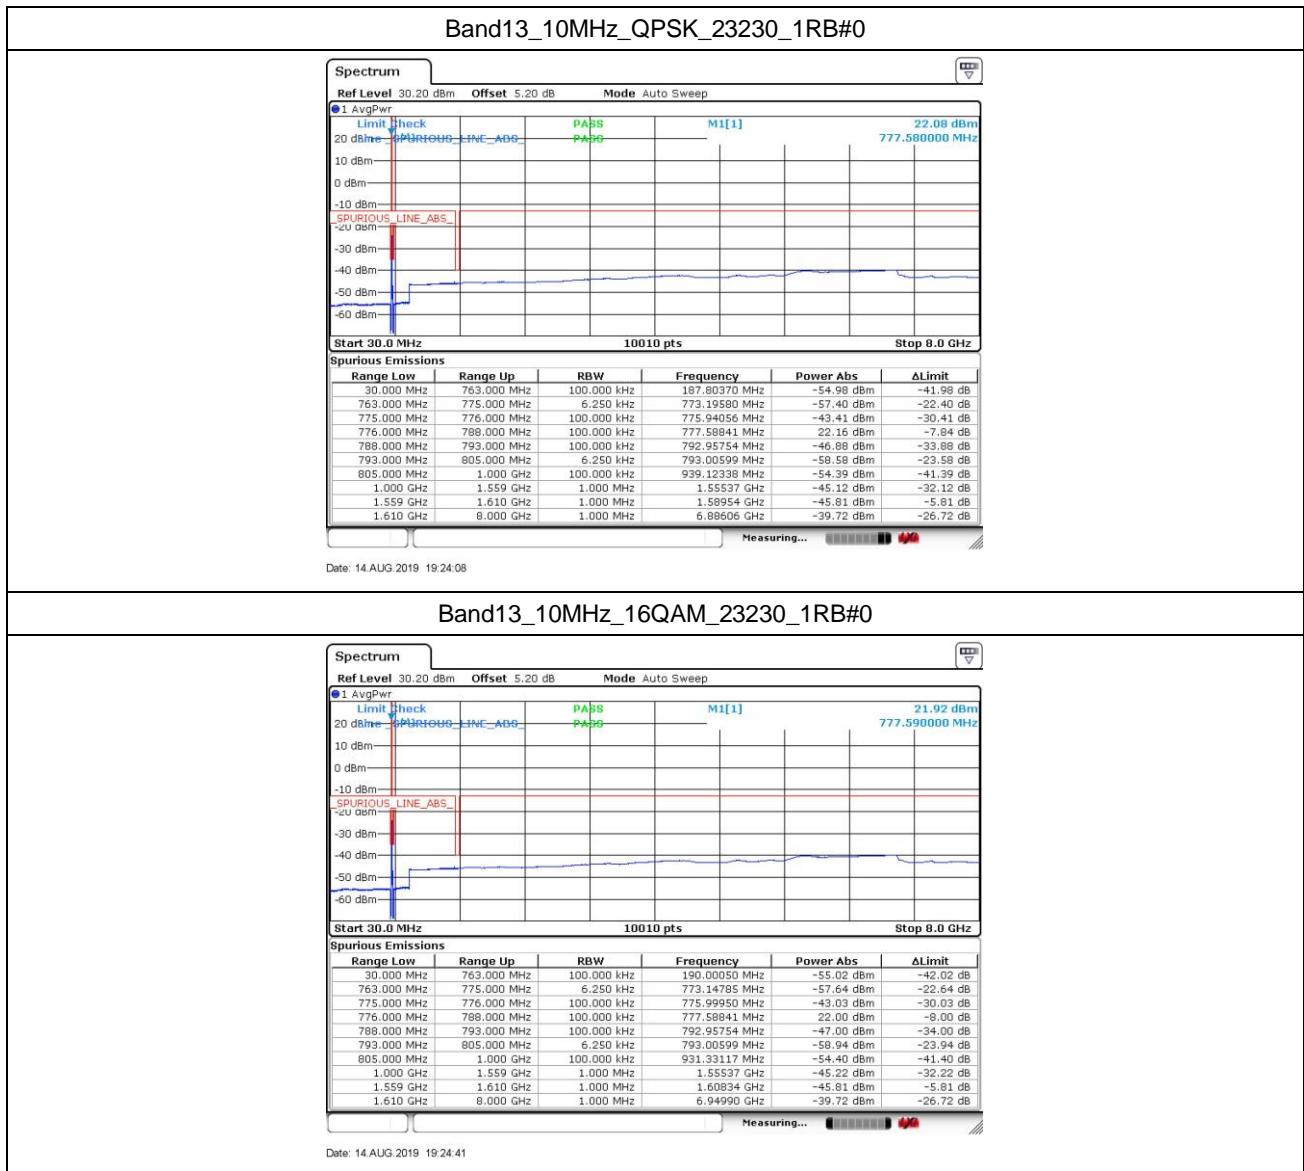 Band13_10MHz_QPSK_23230_1RB#0
Spectrum
Ref Level 30.20 dBm Offset 5.20 dB Mode Auto Sweep
1 AvgPwr
Limit Check PASS M1[1] 22.08 dBm
Line _SPURIOUS_LINE_ABS_ PASS 777.580000 MHz
20 dBm
10 dBm
0 dBm
-10 dBm
_SPURIOUS_LINE_ABS_
-20 dBm
-30 dBm
-40 dBm
-50 dBm
-60 dBm
Start 30.0 MHz 10010 pts Stop 8.0 GHz
Spurious Emissions
Range Low Range Up RBW Frequency Power Abs ΔLimit
30.000 MHz 763.000 MHz 100.000 kHz 187.80370 MHz -54.98 dBm -41.98 dB
763.000 MHz 775.000 MHz 6.250 kHz 773.19580 MHz -57.40 dBm -22.40 dB
775.000 MHz 776.000 MHz 100.000 kHz 775.94056 MHz -43.41 dBm -30.41 dB
776.000 MHz 788.000 MHz 100.000 kHz 777.58841 MHz 22.16 dBm -7.84 dB
788.000 MHz 793.000 MHz 100.000 kHz 792.95754 MHz -46.88 dBm -33.88 dB
793.000 MHz 805.000 MHz 6.250 kHz 793.00599 MHz -58.58 dBm -23.58 dB
805.000 MHz 1.000 GHz 100.000 kHz 939.12338 MHz -54.39 dBm -41.39 dB
1.000 GHz 1.559 GHz 1.000 MHz 1.55537 GHz -45.12 dBm -32.12 dB
1.559 GHz 1.610 GHz 1.000 MHz 1.58954 GHz -45.81 dBm -5.81 dB
1.610 GHz 8.000 GHz 1.000 MHz 6.88606 GHz -39.72 dBm -26.72 dB
Measuring...
Date: 14.AUG.2019 19:24:08
Band13_10MHz_16QAM_23230_1RB#0
Spectrum
Ref Level 30.20 dBm Offset 5.20 dB Mode Auto Sweep
1 AvgPwr
Limit Check PASS M1[1] 21.92 dBm
Line _SPURIOUS_LINE_ABS_ PASS 777.590000 MHz
20 dBm
10 dBm
0 dBm
-10 dBm
_SPURIOUS_LINE_ABS_
-20 dBm
-30 dBm
-40 dBm
-50 dBm
-60 dBm
Start 30.0 MHz 10010 pts Stop 8.0 GHz
Spurious Emissions
Range Low Range Up RBW Frequency Power Abs ΔLimit
30.000 MHz 763.000 MHz 100.000 kHz 190.00050 MHz -55.02 dBm -42.02 dB
763.000 MHz 775.000 MHz 6.250 kHz 773.14785 MHz -57.64 dBm -22.64 dB
775.000 MHz 776.000 MHz 100.000 kHz 775.99950 MHz -43.03 dBm -30.03 dB
776.000 MHz 788.000 MHz 100.000 kHz 777.58841 MHz 22.00 dBm -8.00 dB
788.000 MHz 793.000 MHz 100.000 kHz 792.95754 MHz -47.00 dBm -34.00 dB
793.000 MHz 805.000 MHz 6.250 kHz 793.00599 MHz -58.94 dBm -23.94 dB
805.000 MHz 1.000 GHz 100.000 kHz 931.33117 MHz -54.40 dBm -41.40 dB
1.000 GHz 1.559 GHz 1.000 MHz 1.55537 GHz -45.22 dBm -32.22 dB
1.559 GHz 1.610 GHz 1.000 MHz 1.60834 GHz -45.81 dBm -5.81 dB
1.610 GHz 8.000 GHz 1.000 MHz 6.94990 GHz -39.72 dBm -26.72 dB
Measuring...
Date: 14.AUG.2019 19:24:41